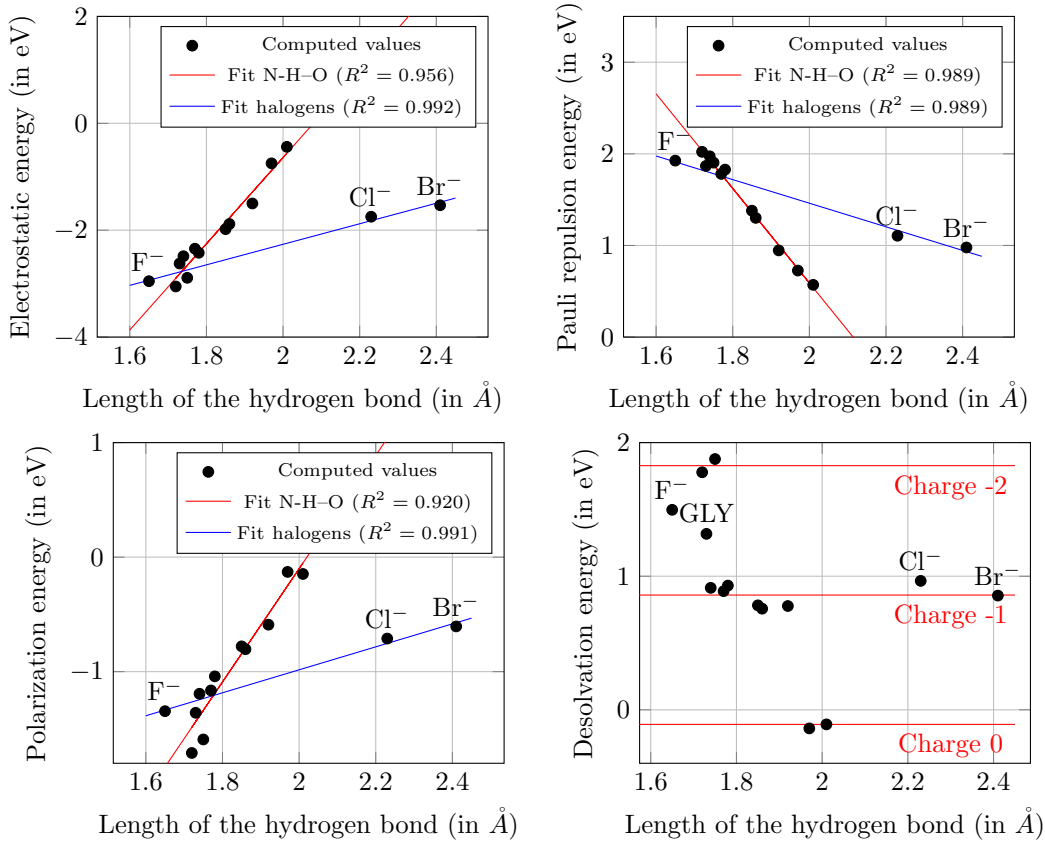 Electrostatic energy (in eV)
2
0
−2
−4
1.6 1.8 2 2.2 2.4
Length of the hydrogen bond (in Å)
Computed values
Fit N-H–O (R² = 0.956)
Fit halogens (R² = 0.992)
F⁻
Cl⁻
Br⁻
Pauli repulsion energy (in eV)
3
2
1
0
1.6 1.8 2 2.2 2.4
Length of the hydrogen bond (in Å)
Computed values
Fit N-H–O (R² = 0.989)
Fit halogens (R² = 0.989)
F⁻
Cl⁻
Br⁻
Polarization energy (in eV)
1
0
−1
1.6 1.8 2 2.2 2.4
Length of the hydrogen bond (in Å)
Computed values
Fit N-H–O (R² = 0.920)
Fit halogens (R² = 0.991)
F⁻
Cl⁻
Br⁻
Desolvation energy (in eV)
2
1
0
1.6 1.8 2 2.2 2.4
Length of the hydrogen bond (in Å)
Charge -2
F⁻
GLY
Cl⁻
Br⁻
Charge -1
Charge 0